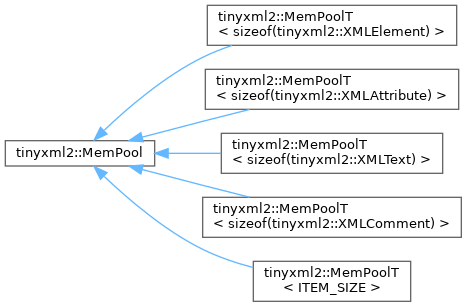 tinyxml2::MemPoolT
< sizeof(tinyxml2::XMLElement) >
tinyxml2::MemPoolT
< sizeof(tinyxml2::XMLAttribute) >
tinyxml2::MemPool
tinyxml2::MemPoolT
< sizeof(tinyxml2::XMLText) >
tinyxml2::MemPoolT
< sizeof(tinyxml2::XMLComment) >
tinyxml2::MemPoolT
< ITEM_SIZE >